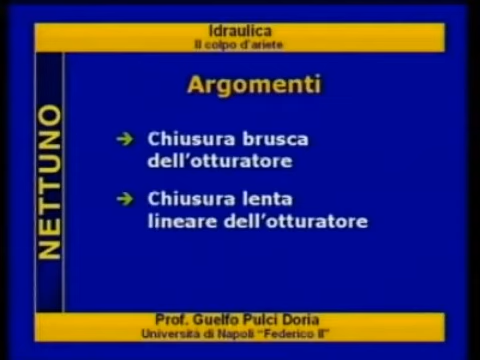 Idraulica
Il colpo d'ariete
NETTUNO
Argomenti
Chiusura brusca
dell'otturatore
Chiusura lenta
lineare dell'otturatore
Prof. Guelfo Pulci Doria
Università di Napoli "Federico II"